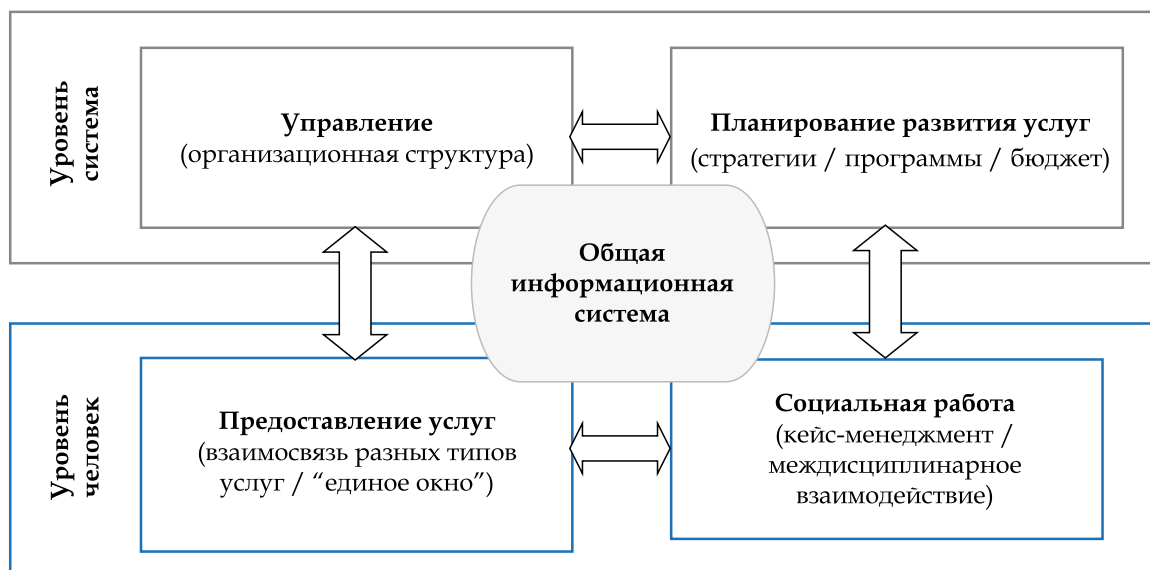 Уровень
система
Управление
(организационная структура)
Планирование развития услуг
(стратегии / программы / бюджет)
Общая
информационная
система
Уровень
человек
Предоставление услуг
(взаимосвязь разных типов
услуг / “единое окно”)
Социальная работа
(кейс-менеджмент /
междисциплинарное
взаимодействие)